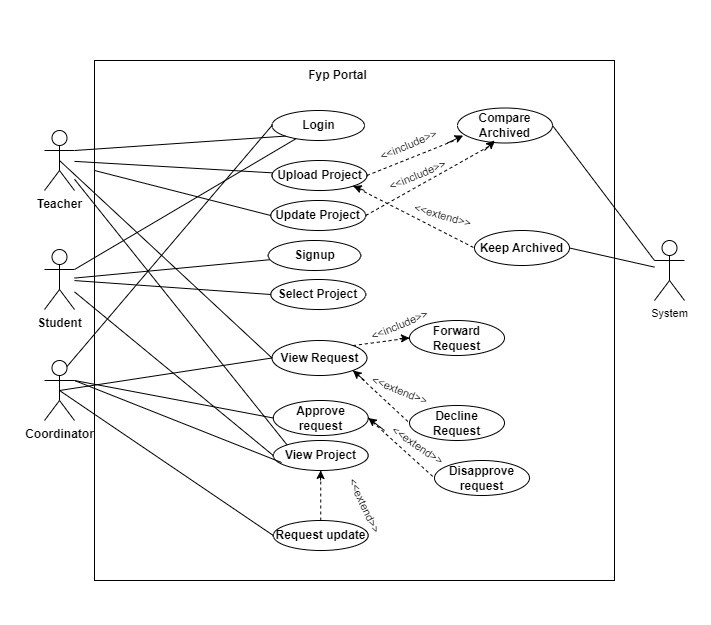 Fyp Portal
Login
Compare
Archived
<<include>>
Upload Project
<<include>>
Teacher
Update Project
<<extend>>
Keep Archived
Signup
Select Project
Student
System
<<include>>
Forward
Request
View Request
<<extend>>
Approve
request
Decline
Request
Coordinator
<<extend>>
View Project
Disapprove
request
<<extend>>
Request update